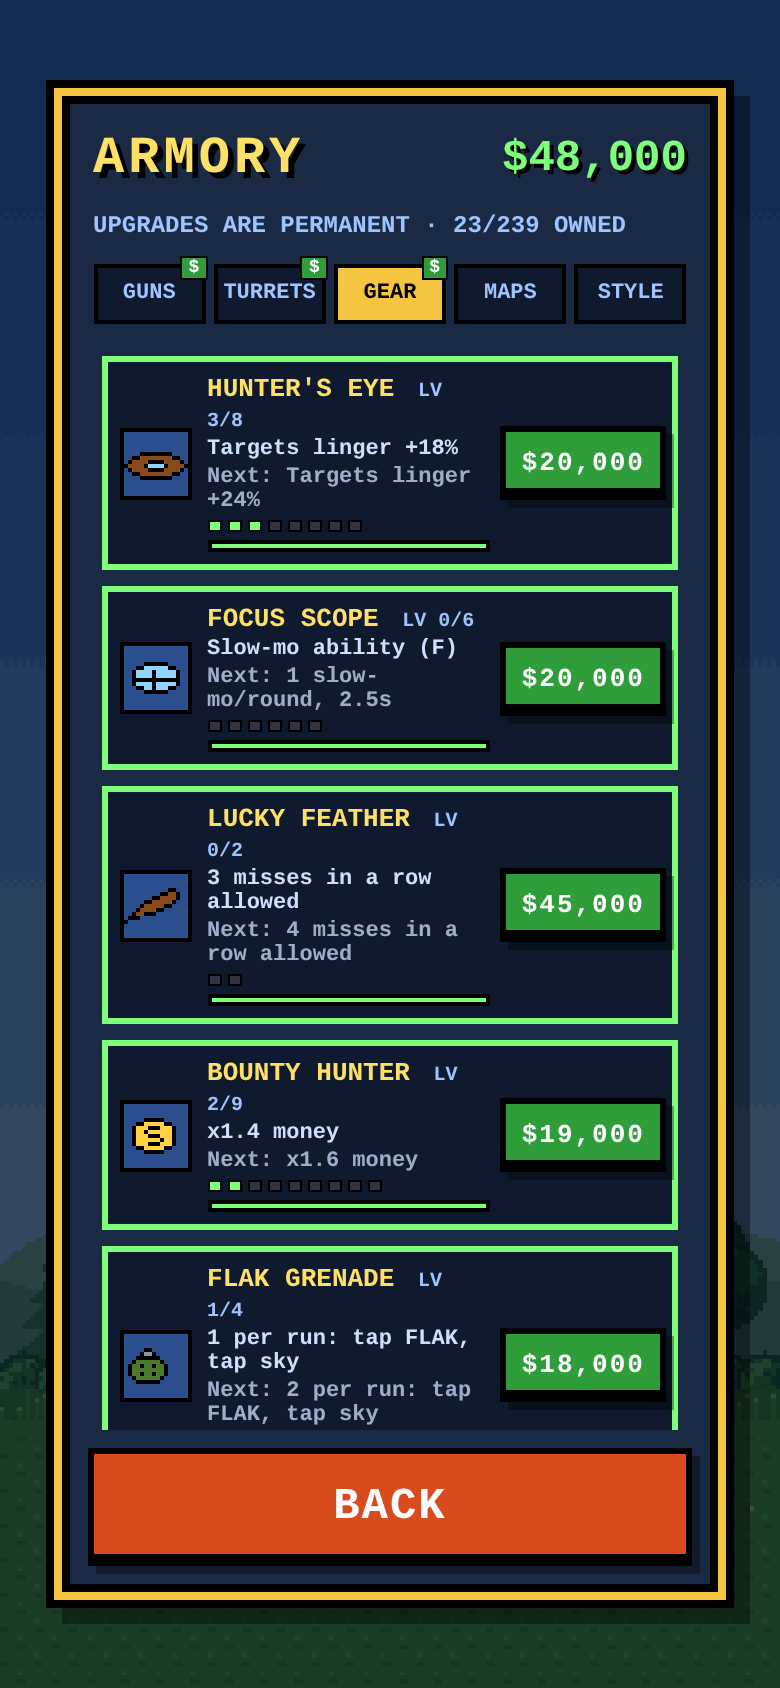 ARMORY $48,000
UPGRADES ARE PERMANENT · 23/239 OWNED
$ $ $
GUNS TURRETS GEAR MAPS STYLE
HUNTER'S EYE LV
3/8
Targets linger +18%
Next: Targets linger
+24%
$20,000
FOCUS SCOPE LV 0/6
Slow-mo ability (F)
Next: 1 slow-
mo/round, 2.5s
$20,000
LUCKY FEATHER LV
0/2
3 misses in a row
allowed
Next: 4 misses in a
row allowed
$45,000
BOUNTY HUNTER LV
2/9
x1.4 money
Next: x1.6 money
$19,000
FLAK GRENADE LV
1/4
1 per run: tap FLAK,
tap sky
Next: 2 per run: tap
FLAK, tap sky
$18,000
BACK